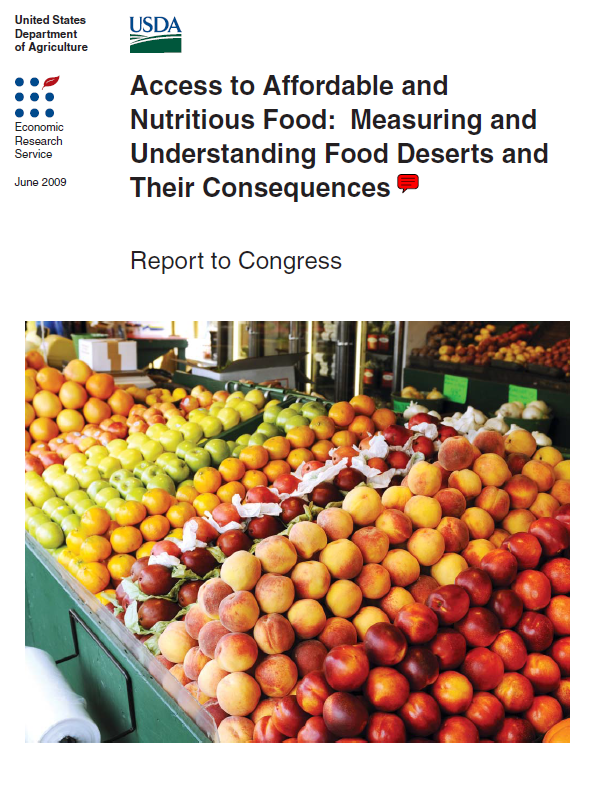 United States
Department
of Agriculture
USDA
Economic
Research
Service
June 2009
Access to Affordable and
Nutritious Food:  Measuring and
Understanding Food Deserts and
Their Consequences
Report to Congress